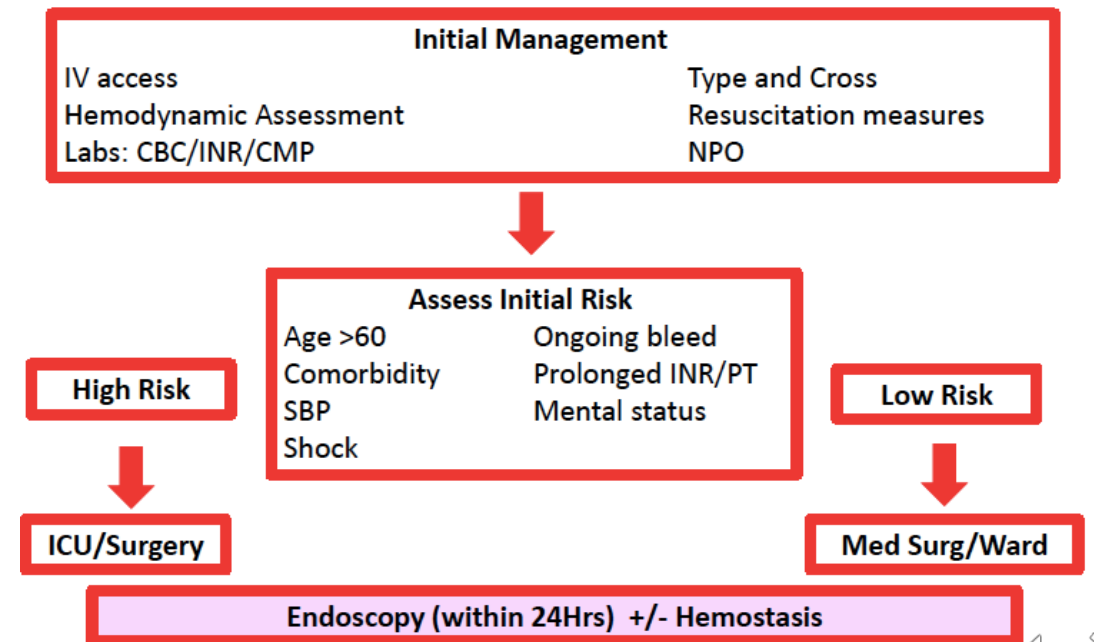 Initial Management
IV access
Hemodynamic Assessment
Labs: CBC/INR/CMP
Type and Cross
Resuscitation measures
NPO
Assess Initial Risk
Age >60
Comorbidity
SBP
Shock
Ongoing bleed
Prolonged INR/PT
Mental status
High Risk
Low Risk
ICU/Surgery
Med Surg/Ward
Endoscopy (within 24Hrs) +/- Hemostasis